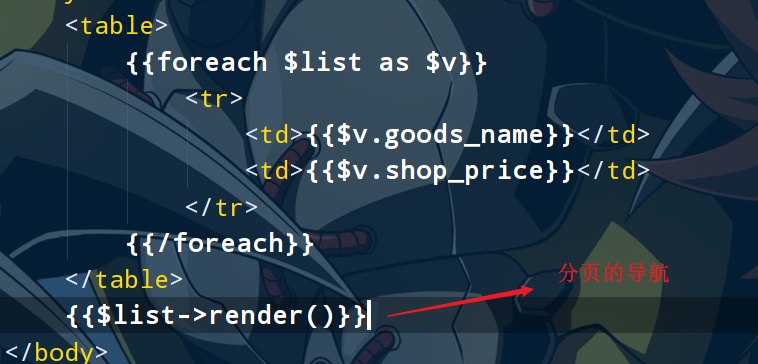 <table>
{{foreach $list as $v}}
<tr>
<td>{{$v.goods_name}}</td>
<td>{{$v.shop_price}}</td>
</tr>
{{/foreach}}
</table>
分页的导航
{{$list->render()}}
</body>